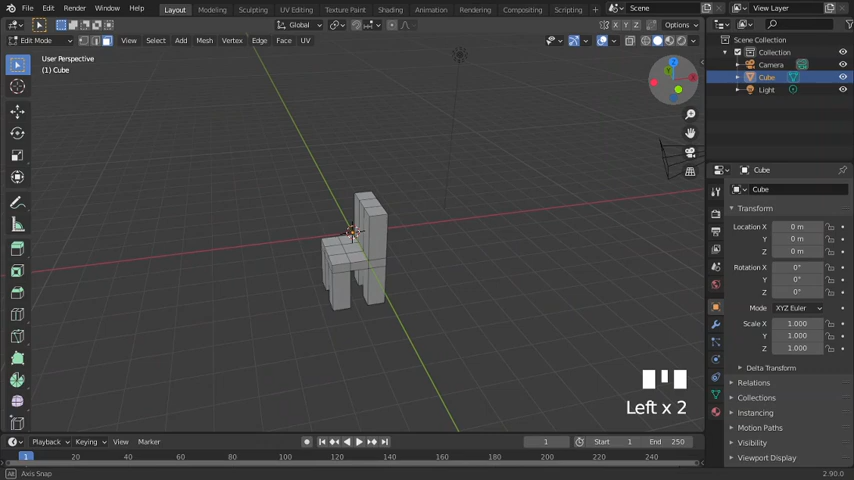 File Edit Render Window Help Layout Modeling Sculpting UV Editing Texture Paint Shading Animation Rendering Compositing Scripting Scene View Layer
Global Options
Edit Mode View Select Add Mesh Vertex Edge Face UV
User Perspective
(1) Cube
Scene Collection
Collection
Camera
Cube
Light
Cube
Cube
Transform
Location X 0 m
Y 0 m
Z 0 m
Rotation X 0°
Y 0°
Z 0°
Mode XYZ Euler
Scale X 1.000
Y 1.000
Z 1.000
Delta Transform
Relations
Collections
Instancing
Motion Paths
Visibility
Viewport Display
Left x 2
Playback Keying View Marker 1 Start 1 End 250
1 20 40 60 80 100 120 140 160 180 200 220 240
Axis Snap 2.90.0